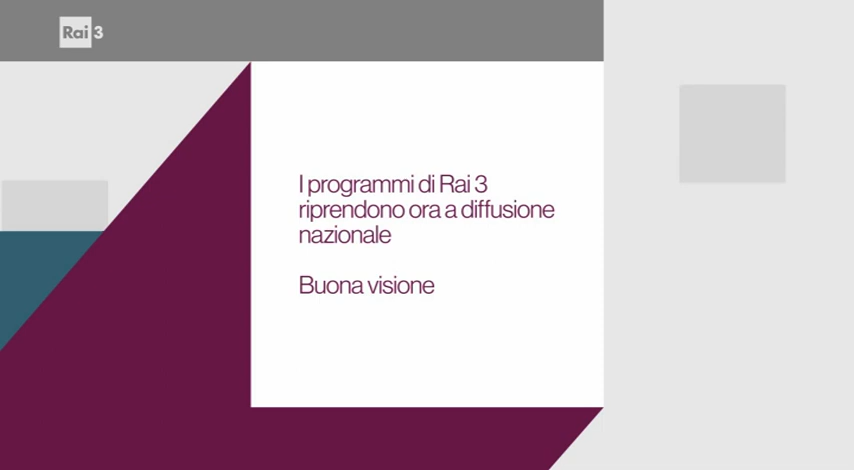 Rai 3
I programmi di Rai 3
riprendono ora a diffusione
nazionale
Buona visione